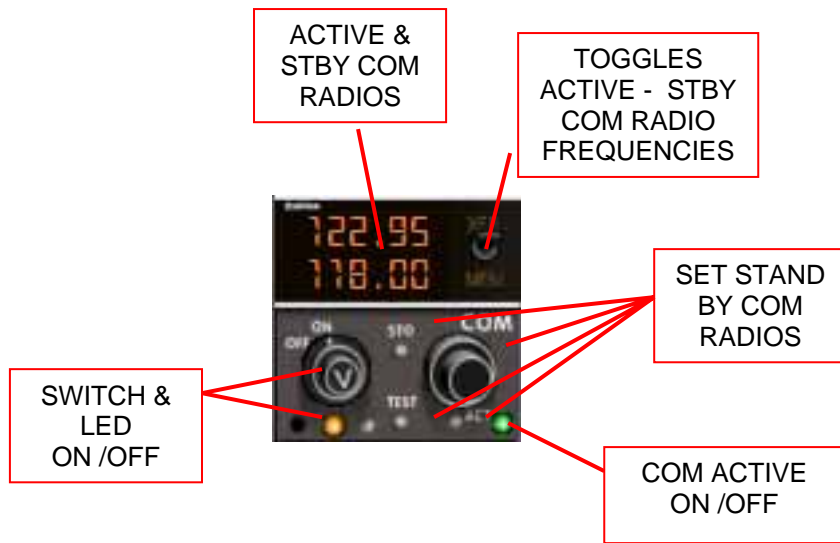 ACTIVE &
STBY COM
RADIOS
TOGGLES
ACTIVE - STBY
COM RADIO
FREQUENCIES
122.95
118.00
SET STAND
BY COM
RADIOS
COM
STO
ON
OFF
TEST
ACT
SWITCH &
LED
ON /OFF
COM ACTIVE
ON /OFF